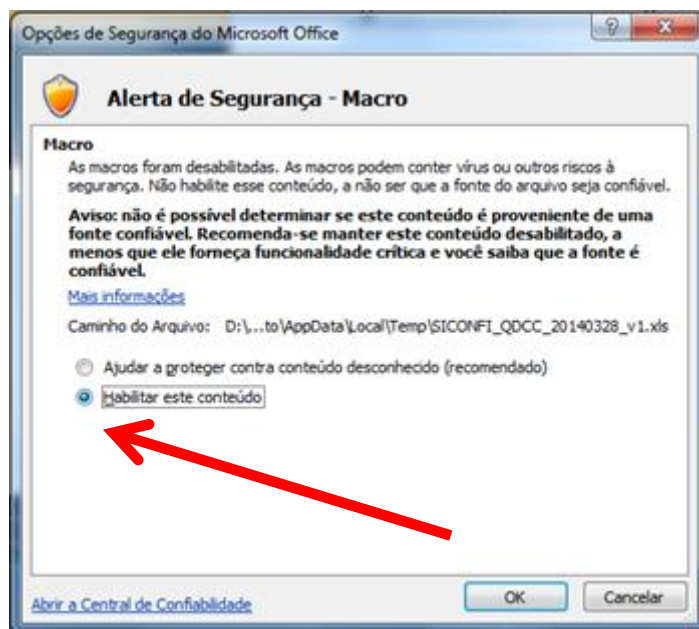 Opções de Segurança do Microsoft Office
?
Alerta de Segurança - Macro
Macro
As macros foram desabilitadas. As macros podem conter vírus ou outros riscos à
segurança. Não habilite esse conteúdo, a não ser que a fonte do arquivo seja confiável.
Aviso: não é possível determinar se este conteúdo é proveniente de uma
fonte confiável. Recomenda-se manter este conteúdo desabilitado, a
menos que ele forneça funcionalidade crítica e você saiba que a fonte é
confiável.
Mais informações
Caminho do Arquivo: D:\...to\AppData\Local\Temp\SICONFI_QDCC_20140328_v1.xls
Ajudar a proteger contra conteúdo desconhecido (recomendado)
Habilitar este conteúdo
Abrir a Central de Confiabilidade
OK
Cancelar